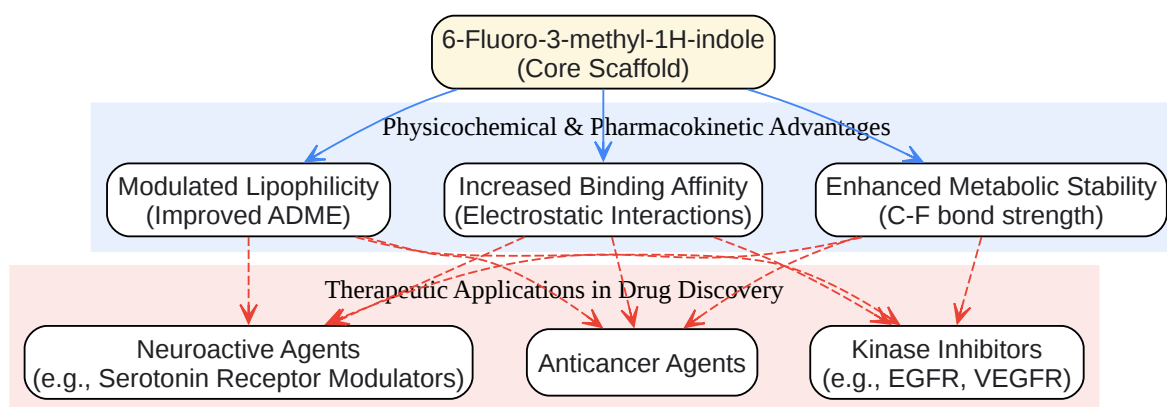 6-Fluoro-3-methyl-1H-indole
(Core Scaffold)
Physicochemical & Pharmacokinetic Advantages
Modulated Lipophilicity
(Improved ADME)
Increased Binding Affinity
(Electrostatic Interactions)
Enhanced Metabolic Stability
(C-F bond strength)
Therapeutic Applications in Drug Discovery
Neuroactive Agents
(e.g., Serotonin Receptor Modulators)
Anticancer Agents
Kinase Inhibitors
(e.g., EGFR, VEGFR)